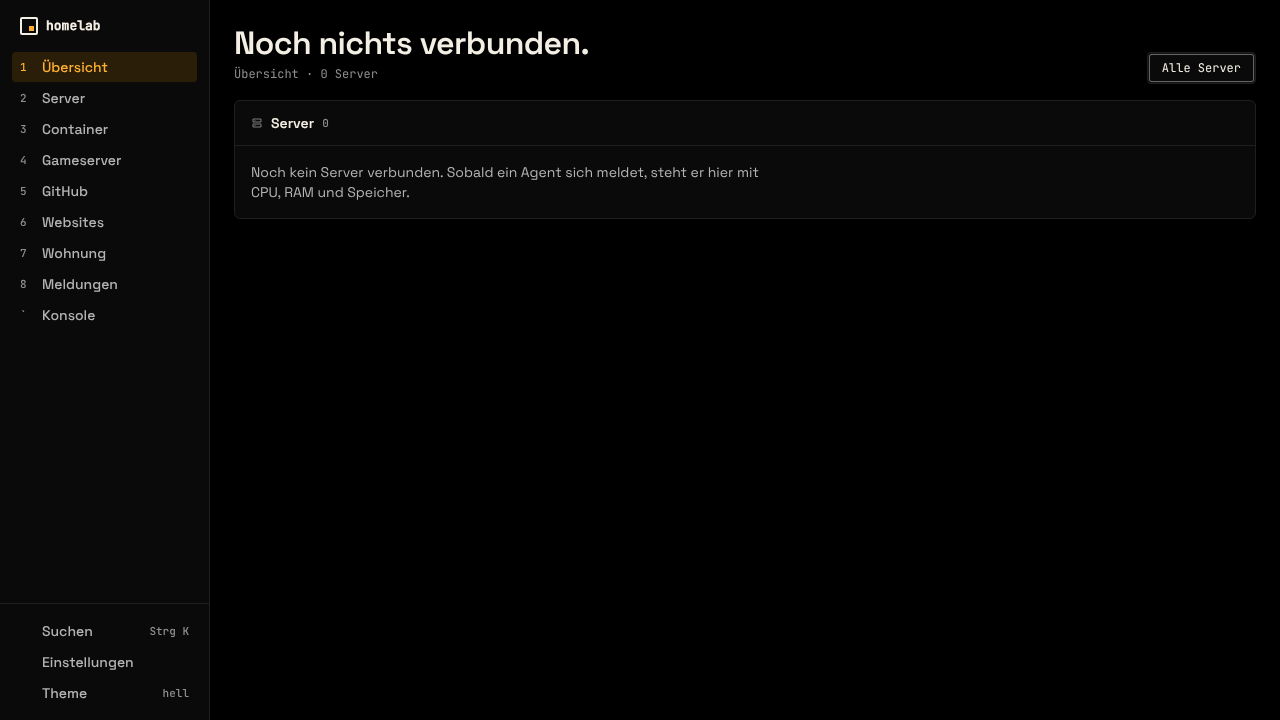 homelab
1 Übersicht
2 Server
3 Container
4 Gameserver
5 GitHub
6 Websites
7 Wohnung
8 Meldungen
` Konsole
Suchen Strg K
Einstellungen
Theme hell
Noch nichts verbunden.
Übersicht · 0 Server
Alle Server
Server 0
Noch kein Server verbunden. Sobald ein Agent sich meldet, steht er hier mit
CPU, RAM und Speicher.